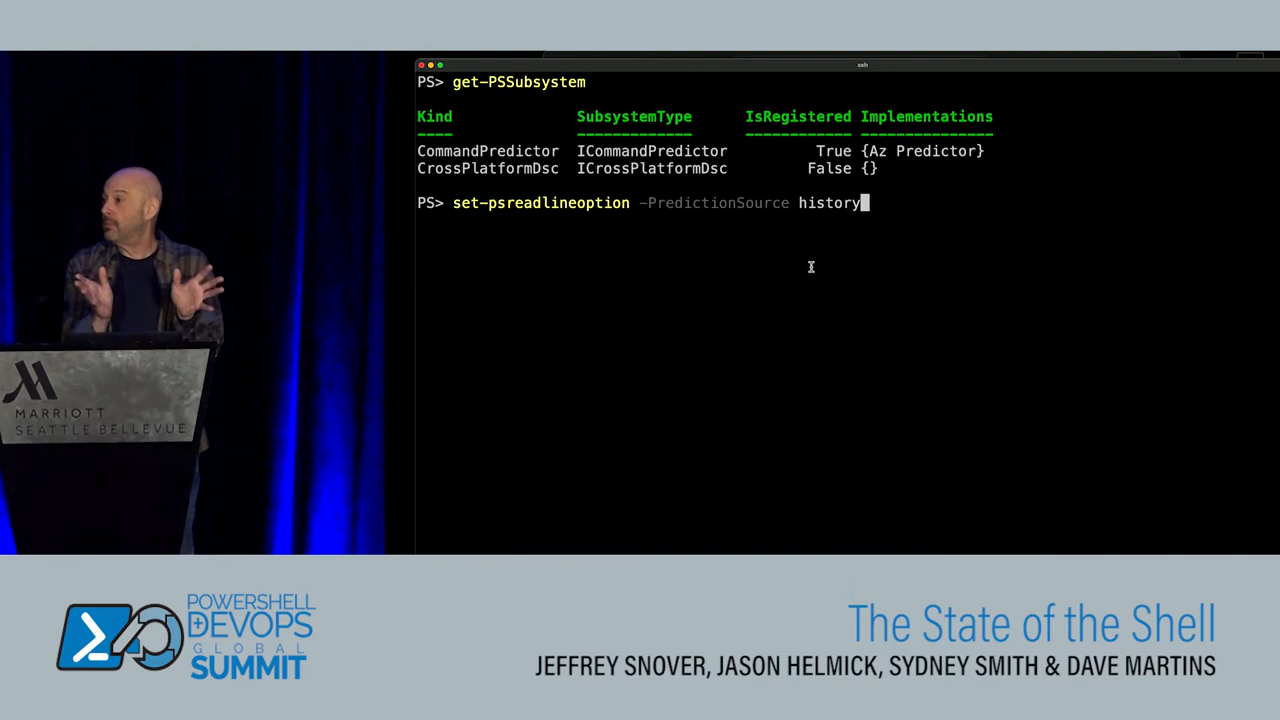 ssh
PS> get-PSSubsystem
Kind SubsystemType IsRegistered Implementations
---- ------------- ------------ ---------------
CommandPredictor ICommandPredictor True {Az Predictor}
CrossPlatformDsc ICrossPlatformDsc False {}
PS> set-psreadlineoption -PredictionSource history
MARRIOTT
SEATTLE BELLEVUE
POWERSHELL
+DEVOPS
GLOBAL
SUMMIT
The State of the Shell
JEFFREY SNOVER, JASON HELMICK, SYDNEY SMITH & DAVE MARTINS